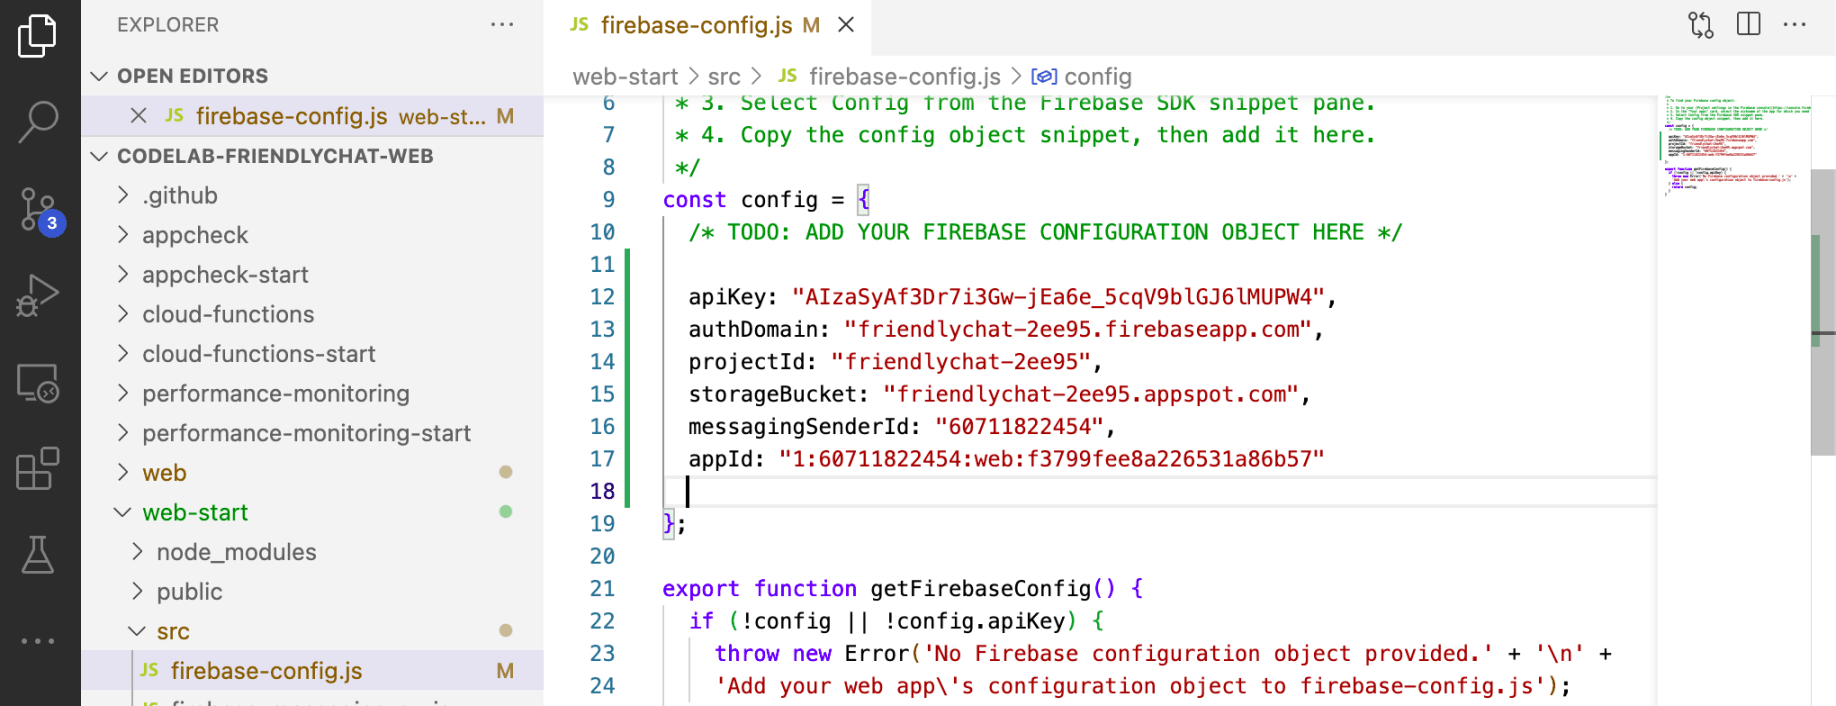 EXPLORER
OPEN EDITORS
JS firebase-config.js web-st... M
CODELAB-FRIENDLYCHAT-WEB
.github
appcheck
appcheck-start
cloud-functions
cloud-functions-start
performance-monitoring
performance-monitoring-start
web
web-start
node_modules
public
src
JS firebase-config.js M
3
JS firebase-config.js M
web-start > src > JS firebase-config.js > config
6 * 3. Select Config from the Firebase SDK snippet pane.
7 * 4. Copy the config object snippet, then add it here.
8 */
9 const config = {
10 /* TODO: ADD YOUR FIREBASE CONFIGURATION OBJECT HERE */
11
12 apiKey: "AIzaSyAf3Dr7i3Gw-jEa6e_5cqV9blGJ6lMUPW4",
13 authDomain: "friendlychat-2ee95.firebaseapp.com",
14 projectId: "friendlychat-2ee95",
15 storageBucket: "friendlychat-2ee95.appspot.com",
16 messagingSenderId: "60711822454",
17 appId: "1:60711822454:web:f3799fee8a226531a86b57"
18
19 };
20
21 export function getFirebaseConfig() {
22 if (!config || !config.apiKey) {
23 throw new Error('No Firebase configuration object provided.' + '\n' +
24 'Add your web app\'s configuration object to firebase-config.js');